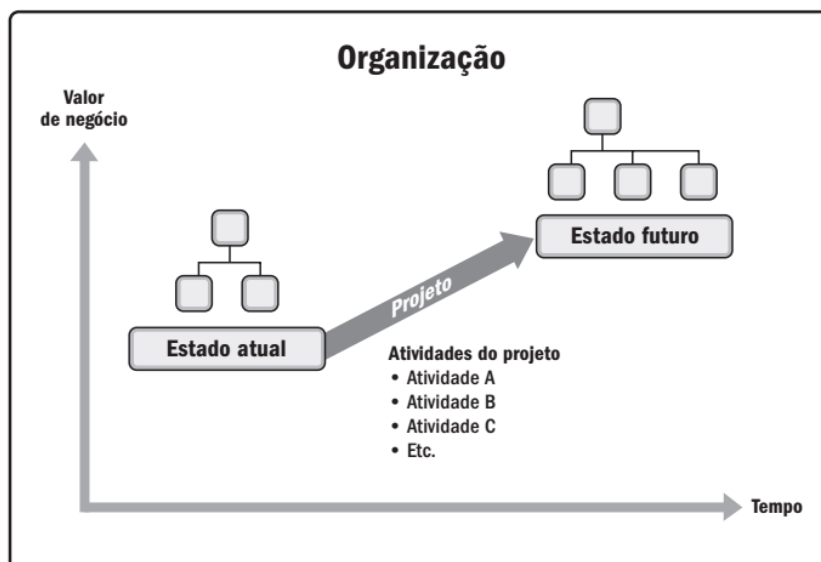 Organização
Valor
de negócio
Estado futuro
Projeto
Estado atual
Atividades do projeto
• Atividade A
• Atividade B
• Atividade C
• Etc.
Tempo